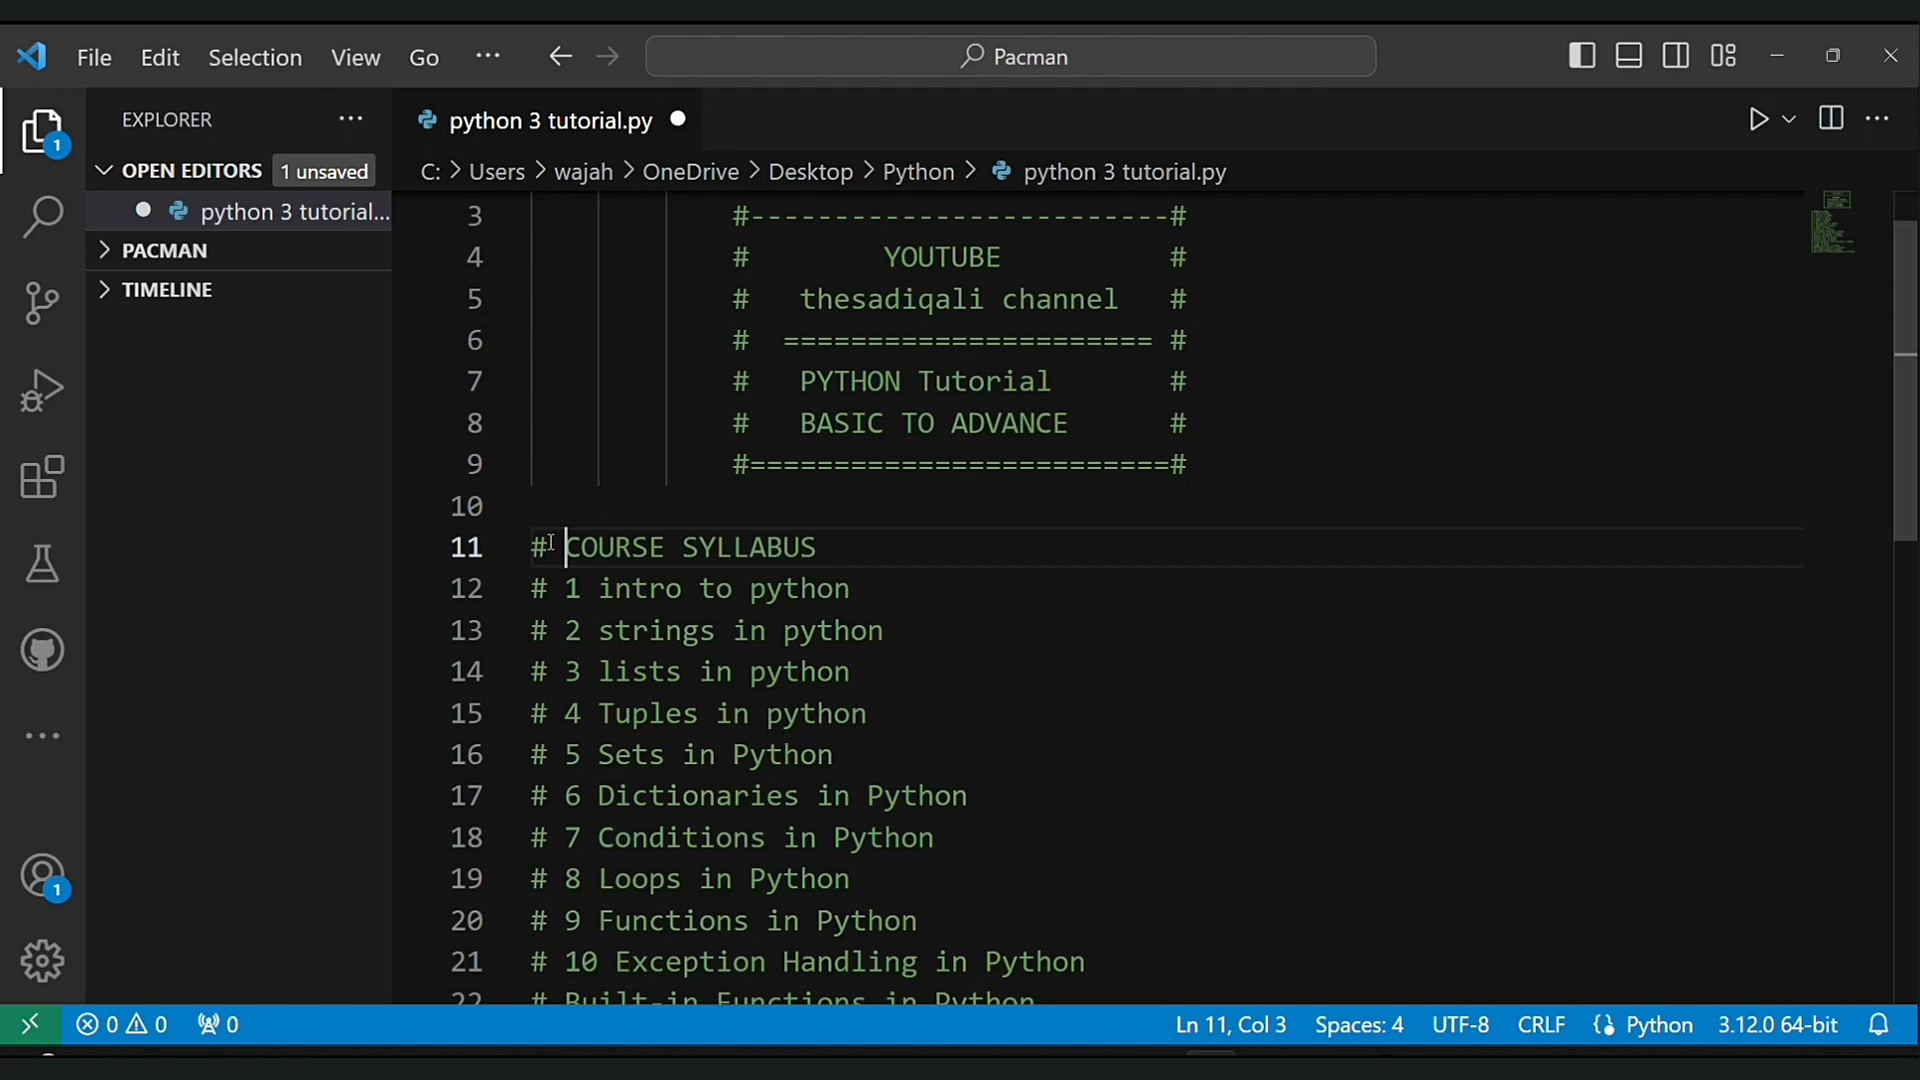 File Edit Selection View Go ··· Pacman
EXPLORER ···
python 3 tutorial.py
OPEN EDITORS 1 unsaved
C: > Users > wajah > OneDrive > Desktop > Python > python 3 tutorial.py
python 3 tutorial...
PACMAN
TIMELINE
1
1
3 #-------------------------#
4 # YOUTUBE #
5 # thesadiqali channel #
6 # ====================== #
7 # PYTHON Tutorial #
8 # BASIC TO ADVANCE #
9 #=========================#
10
11 # COURSE SYLLABUS
12 # 1 intro to python
13 # 2 strings in python
14 # 3 lists in python
15 # 4 Tuples in python
16 # 5 Sets in Python
17 # 6 Dictionaries in Python
18 # 7 Conditions in Python
19 # 8 Loops in Python
20 # 9 Functions in Python
21 # 10 Exception Handling in Python
22 # Built-in Functions in Python
0 0 0 Ln 11, Col 3 Spaces: 4 UTF-8 CRLF Python 3.12.0 64-bit